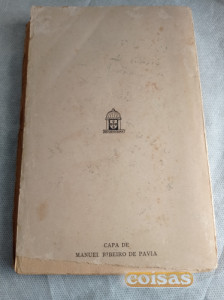 CAPA DE
MANUEL RIBEIRO DE PAVIA
coisas